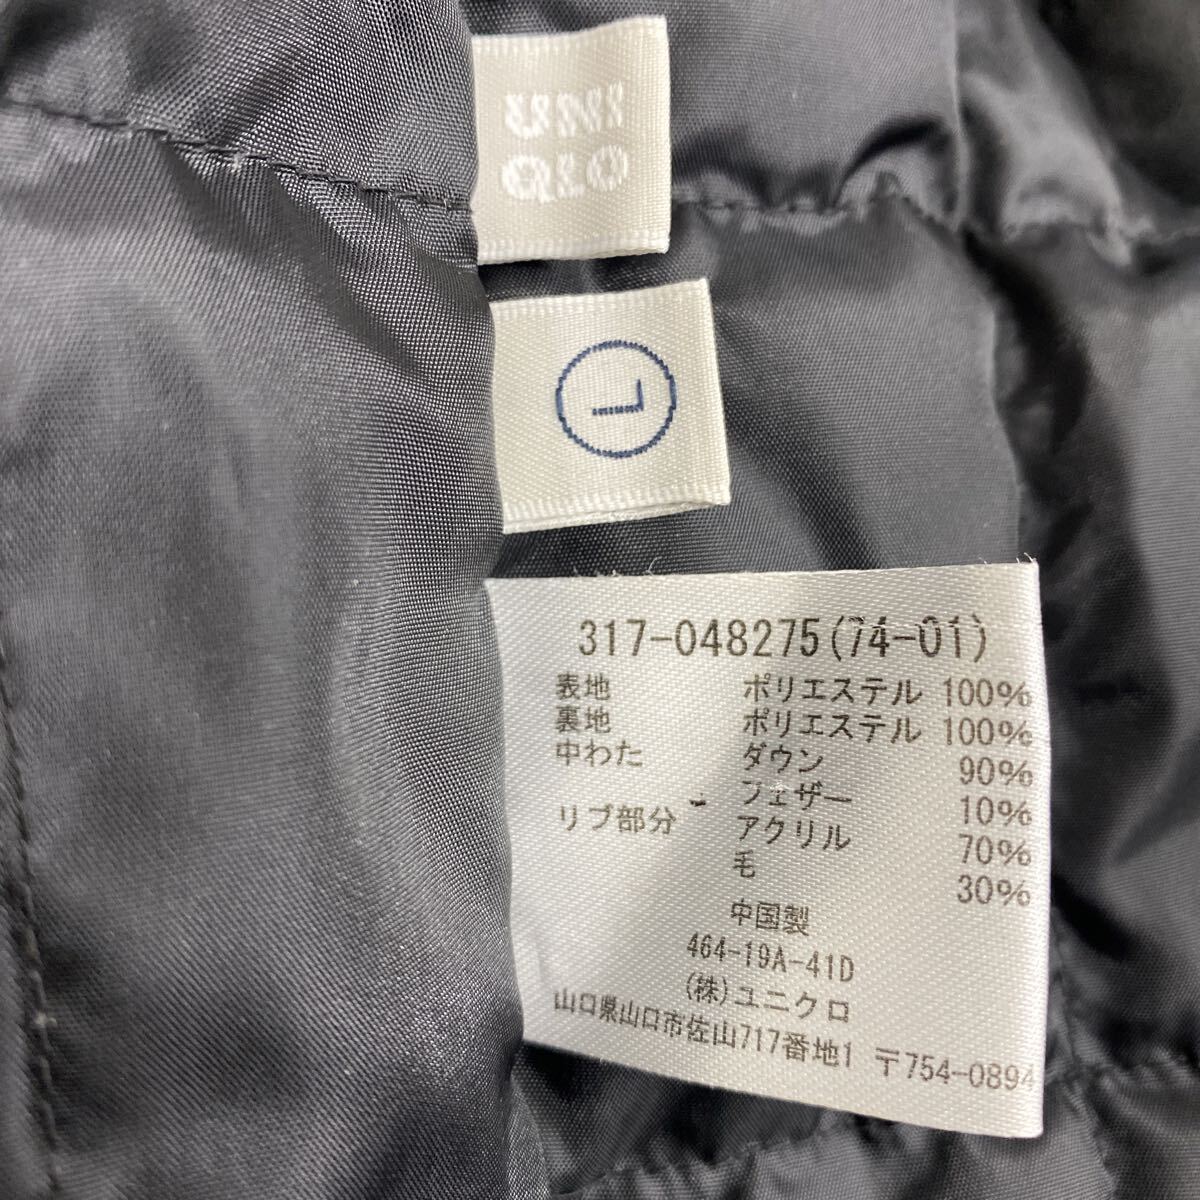 UNI
QLO
L
317-048275(74-01)
表地 ポリエステル 100%
裏地 ポリエステル 100%
中わた ダウン 90%
フェザー 10%
リブ部分 アクリル 70%
毛 30%
中国製
464-19A-41D
(株)ユニクロ
山口県山口市佐山717番地1 〒754-0894